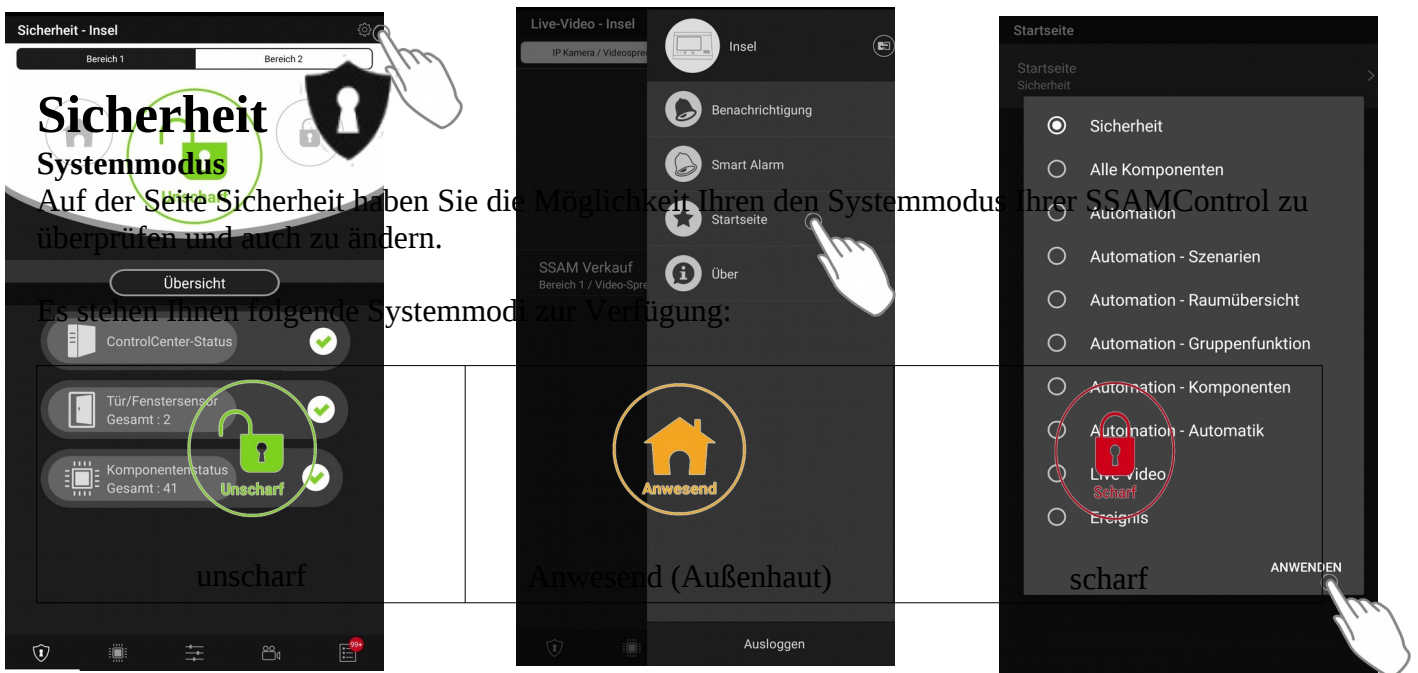 Sicherheit - Insel
Bereich 1
Bereich 2
Sicherheit
Systemmodus
Unscharf
Auf der Seite Sicherheit haben Sie die Möglichkeit Ihren den Systemmodus Ihrer SSAMControl zu
überprüfen und auch zu ändern.
Übersicht
Es stehen Ihnen folgende Systemmodi zur Verfügung:
ControlCenter-Status
Tür/Fenstersensor
Gesamt : 2
Komponentenstatus
Gesamt : 41
Unscharf
unscharf
99+
Live-Video - Insel
IP Kamera / Videospre
Insel
Benachrichtigung
Smart Alarm
Startseite
Über
SSAM Verkauf
Bereich 1 / Video-Spre
Anwesend
Anwesend (Außenhaut)
Ausloggen
Startseite
Startseite
Sicherheit
Sicherheit
Alle Komponenten
Automation
Automation - Szenarien
Automation - Raumübersicht
Automation - Gruppenfunktion
Automation - Komponenten
Automation - Automatik
Live-Video
Scharf
Ereignis
ANWENDEN
scharf